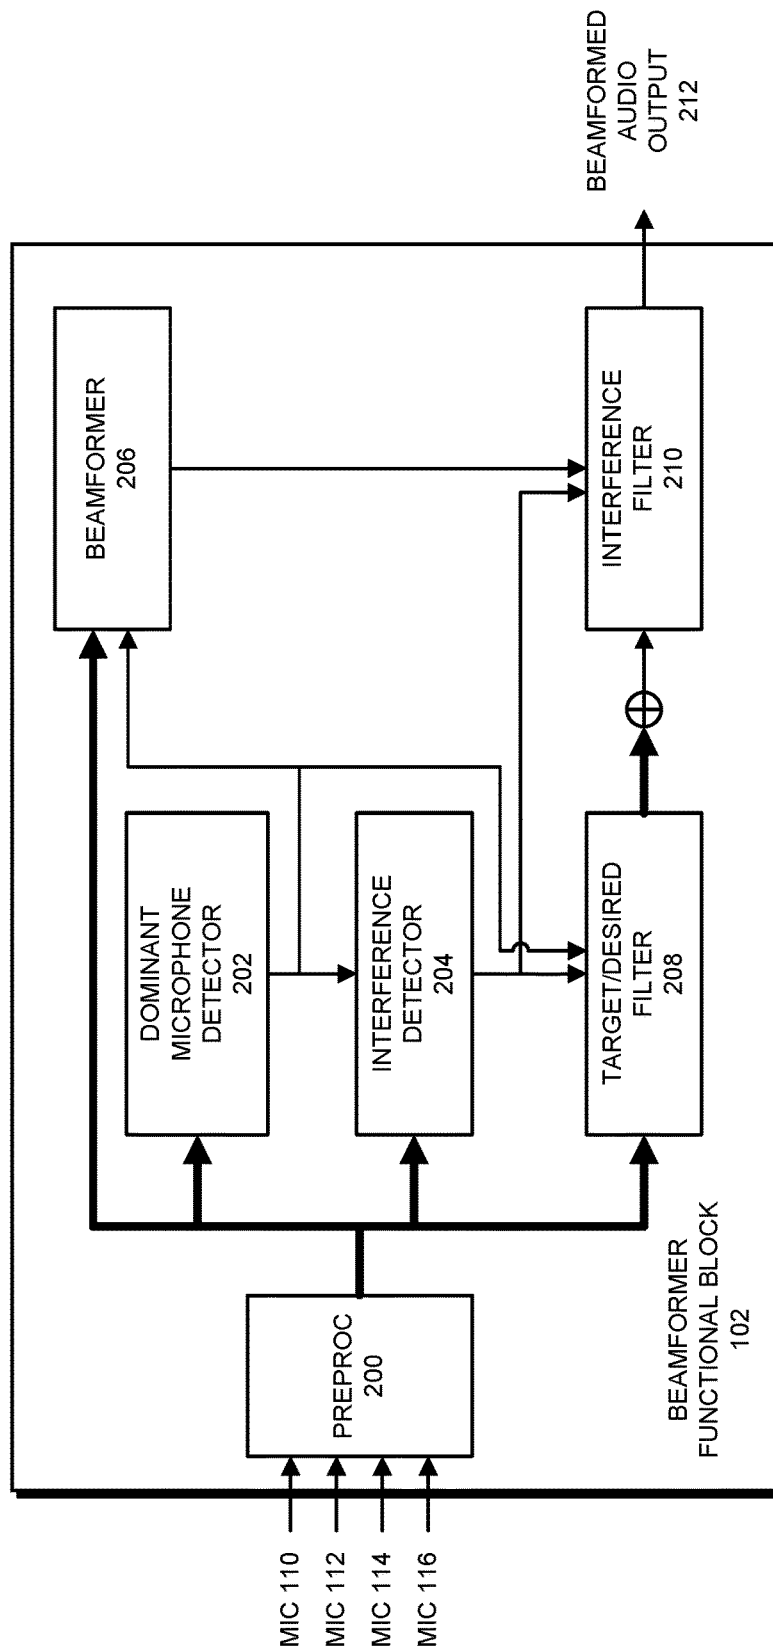 MIC 110
MIC 112
MIC 114
MIC 116
PREPROC
200
DOMINANT
MICROPHONE
DETECTOR
202
INTERFERENCE
DETECTOR
204
TARGET/DESIRED
FILTER
208
BEAMFORMER
206
INTERFERENCE
FILTER
210
BEAMFORMED
AUDIO
OUTPUT
212
BEAMFORMER
FUNCTIONAL BLOCK
102